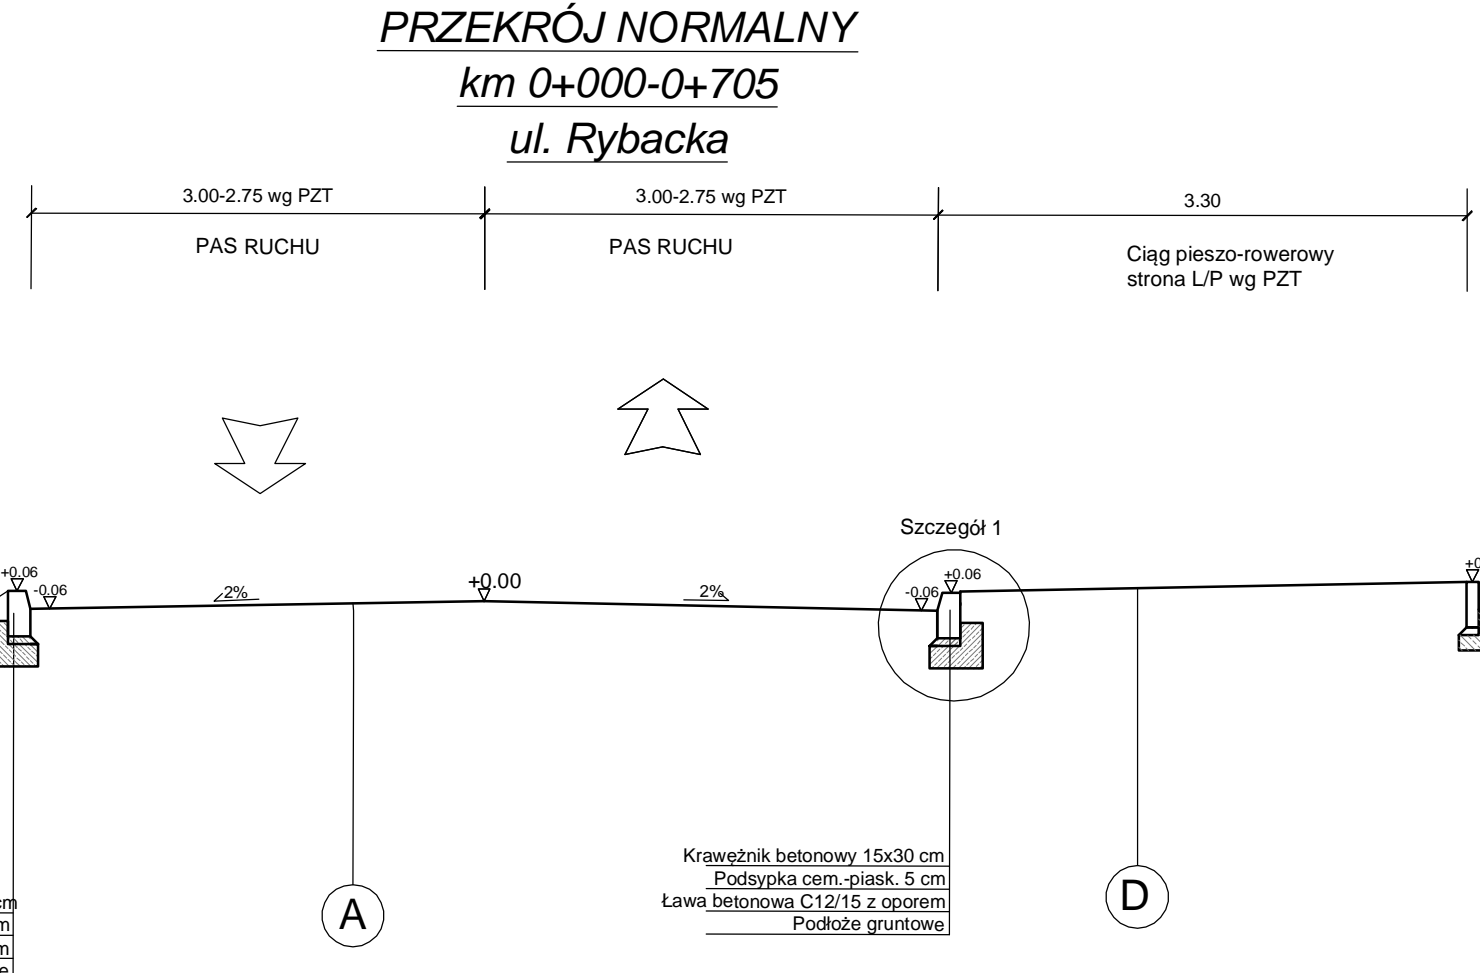 PRZEKRÓJ NORMALNY
km 0+000-0+705
ul. Rybacka
3.00-2.75 wg PZT
3.00-2.75 wg PZT
3.30
PAS RUCHU
PAS RUCHU
Ciąg pieszo-rowerowy
strona L/P wg PZT
Szczegół 1
+0.06
-0.06
2%
+0.00
2%
-0.06
+0.06
Krawężnik betonowy 15x30 cm
Podsypka cem.-piask. 5 cm
Ława betonowa C12/15 z oporem
Podłoże gruntowe
A
D
cm